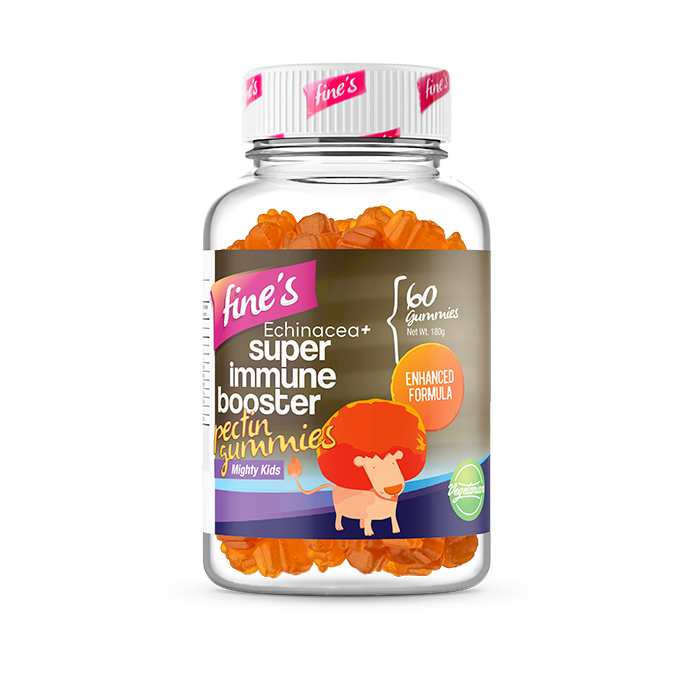 fine's
fine's
fine's
fine's
Echinacea+
super
immune
booster
pectin
gummies
Mighty Kids
60
Gummies
Net Wt. 180g
ENHANCED
FORMULA
Vegetarian